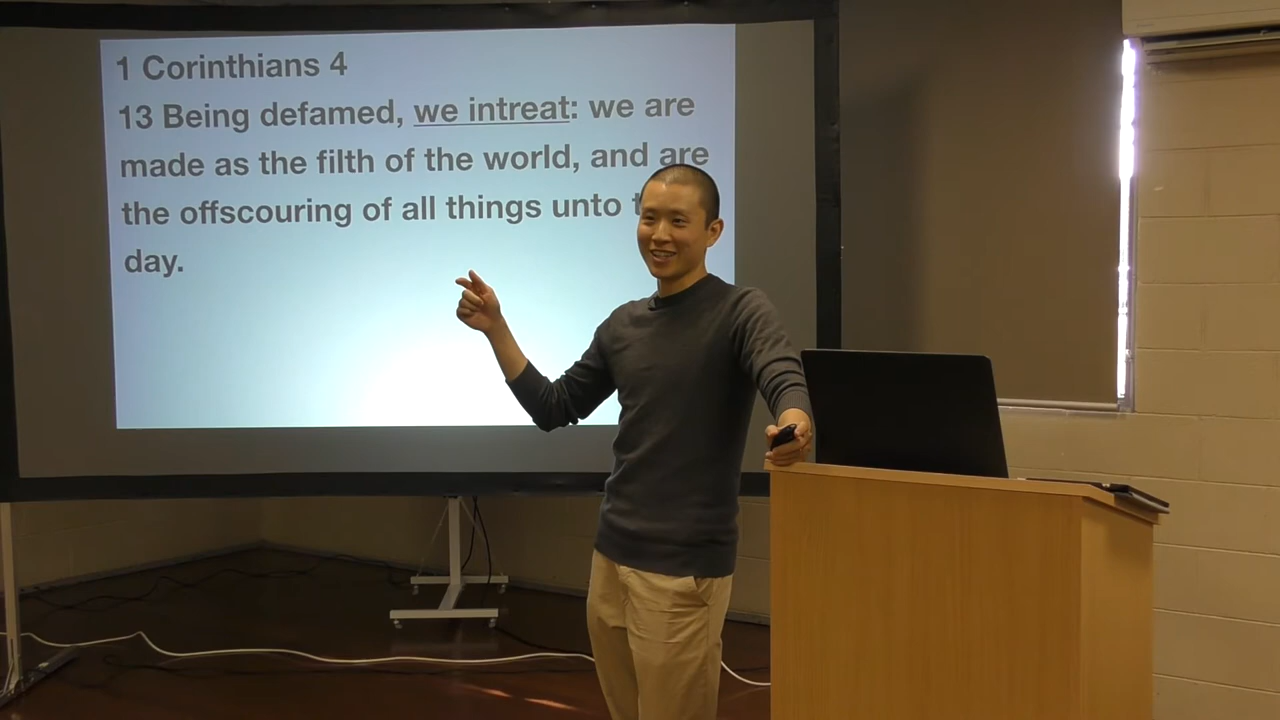 1 Corinthians 4
13 Being defamed, we intreat: we are
made as the filth of the world, and are
the offscouring of all things unto
day.